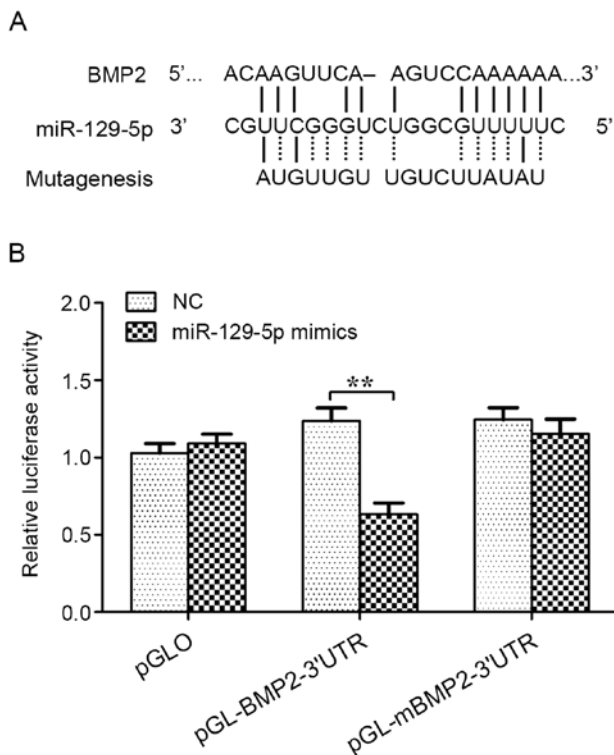 A
BMP2 5’... ACAAGUUCA– AGUCCAAAAAA...3’
miR-129-5p 3’ CGUUCGGGUCUGGCGUUUUUC 5’
Mutagenesis AUGUUGU UGUCUUAUAU
B
NC
miR-129-5p mimics
**
Relative luciferase activity
2.0
1.5
1.0
0.5
0.0
pGLO
pGL-BMP2-3'UTR
pGL-mBMP2-3'UTR